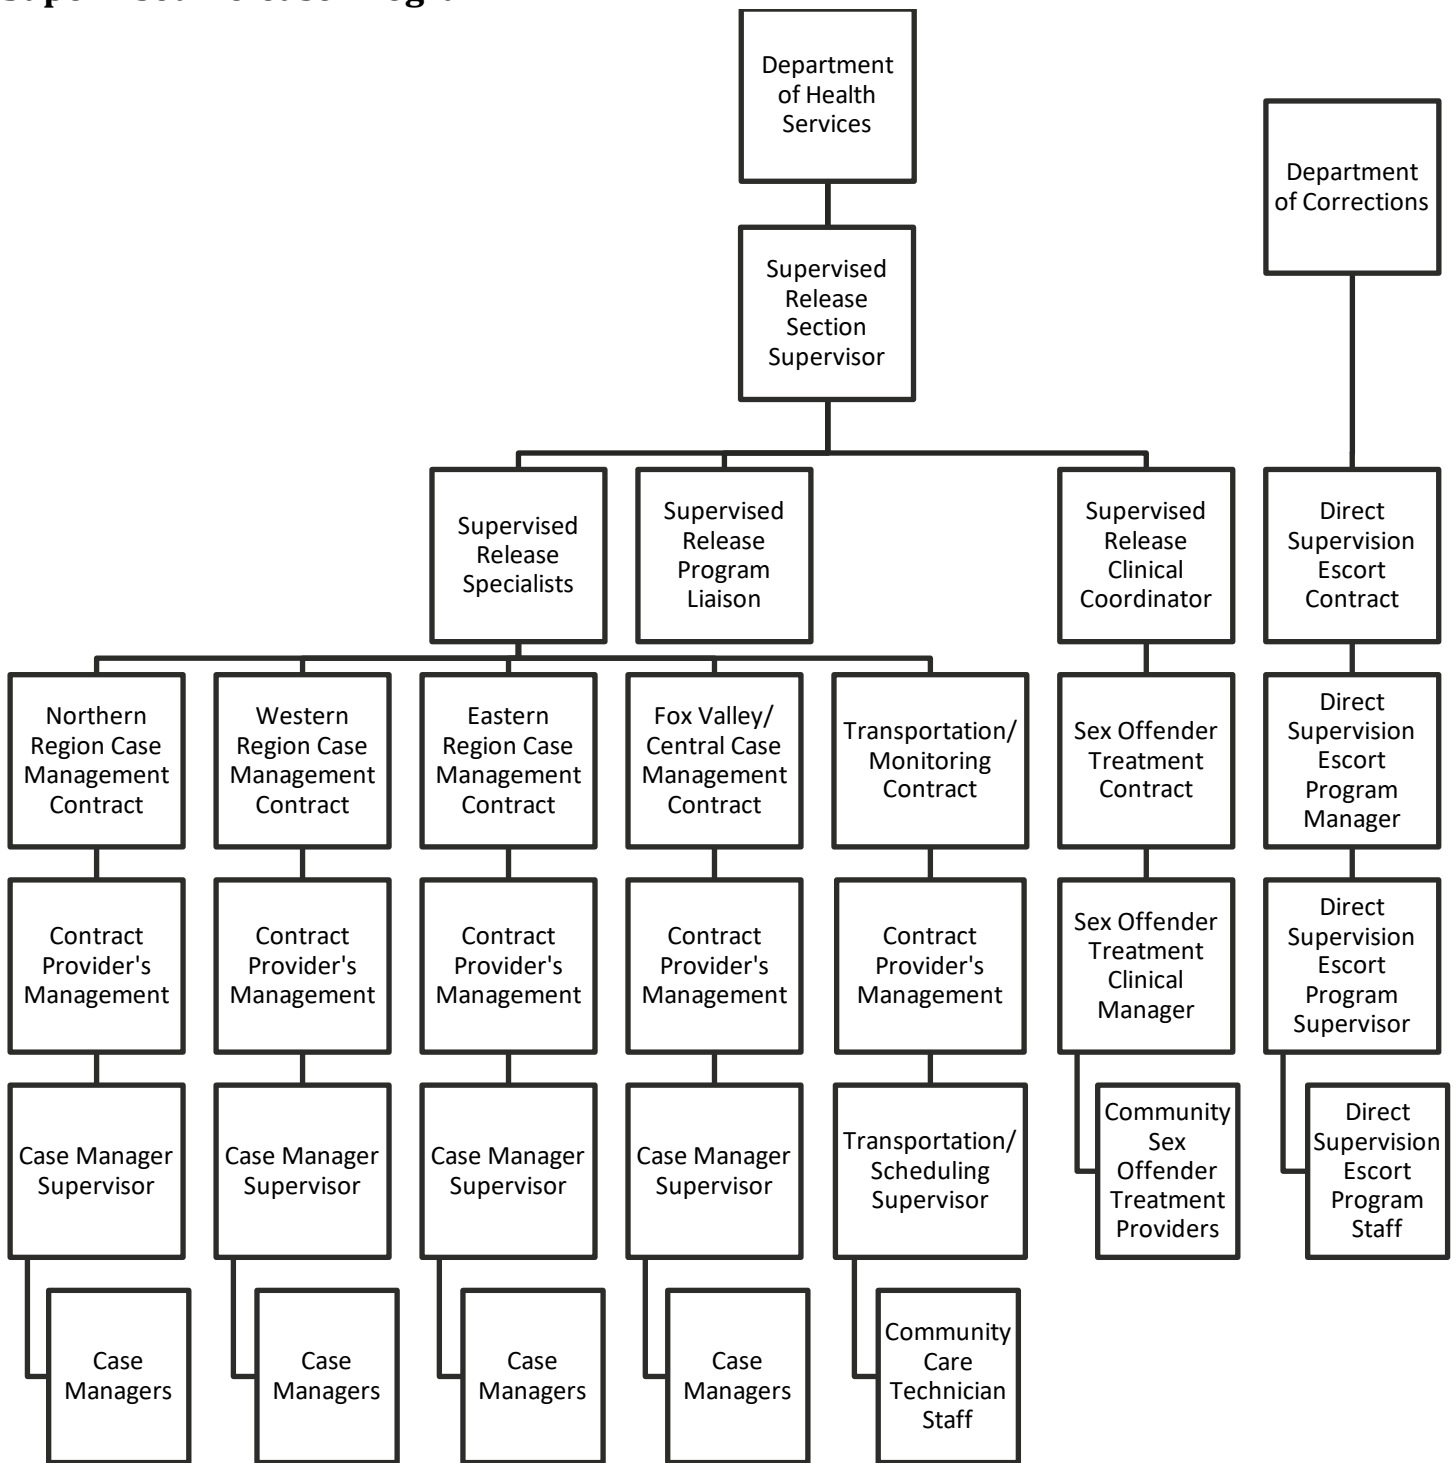 Department
of Health
Services
Department
of Corrections
Supervised
Release
Section
Supervisor
Supervised
Release
Specialists
Supervised
Release
Program
Liaison
Supervised
Release
Clinical
Coordinator
Direct
Supervision
Escort
Contract
Northern
Region Case
Management
Contract
Western
Region Case
Management
Contract
Eastern
Region Case
Management
Contract
Fox Valley/
Central Case
Management
Contract
Transportation/
Monitoring
Contract
Sex Offender
Treatment
Contract
Direct
Supervision
Escort
Program
Manager
Contract
Provider's
Management
Contract
Provider's
Management
Contract
Provider's
Management
Contract
Provider's
Management
Contract
Provider's
Management
Sex Offender
Treatment
Clinical
Manager
Direct
Supervision
Escort
Program
Supervisor
Case Manager
Supervisor
Case Manager
Supervisor
Case Manager
Supervisor
Case Manager
Supervisor
Transportation/
Scheduling
Supervisor
Community
Sex
Offender
Treatment
Providers
Direct
Supervision
Escort
Program
Staff
Case
Managers
Case
Managers
Case
Managers
Case
Managers
Community
Care
Technician
Staff